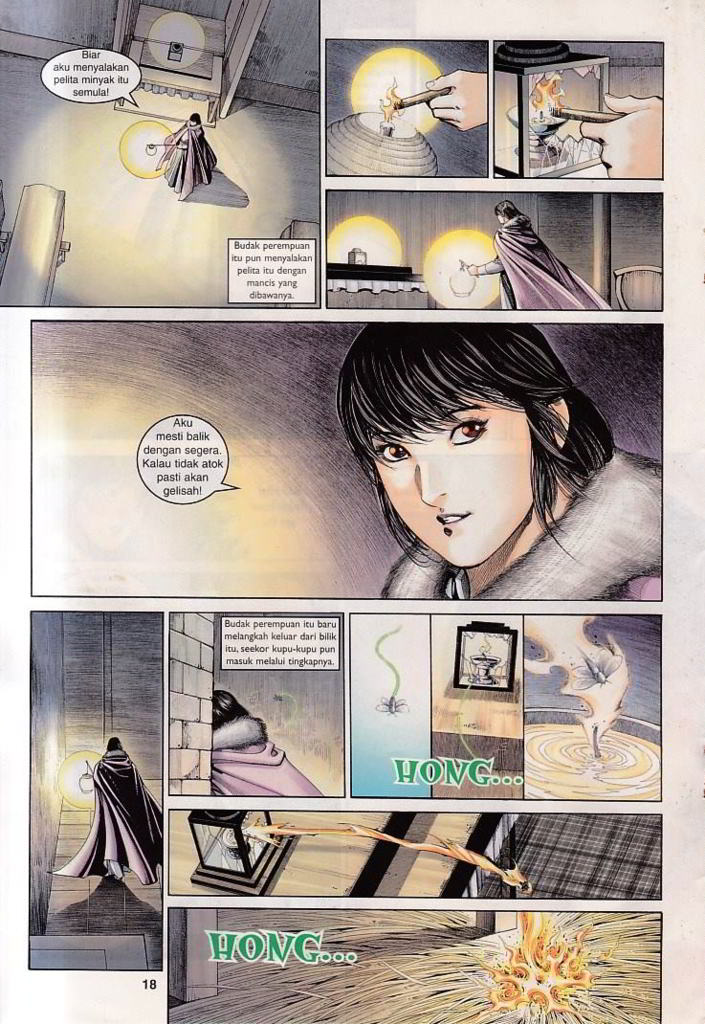 Biar
aku menyalakan
pelita minyak itu
semula!
Budak perempuan
itu pun menyalakan
pelita itu dengan
mancis yang
dibawanya.
Aku
mesti balik
dengan segera.
Kalau tidak atok
pasti akan
gelisah!
Budak perempuan itu baru
melangkah keluar dari bilik
itu, seekor kupu-kupu pun
masuk melalui tingkapnya.
HONG...
HONG...
18